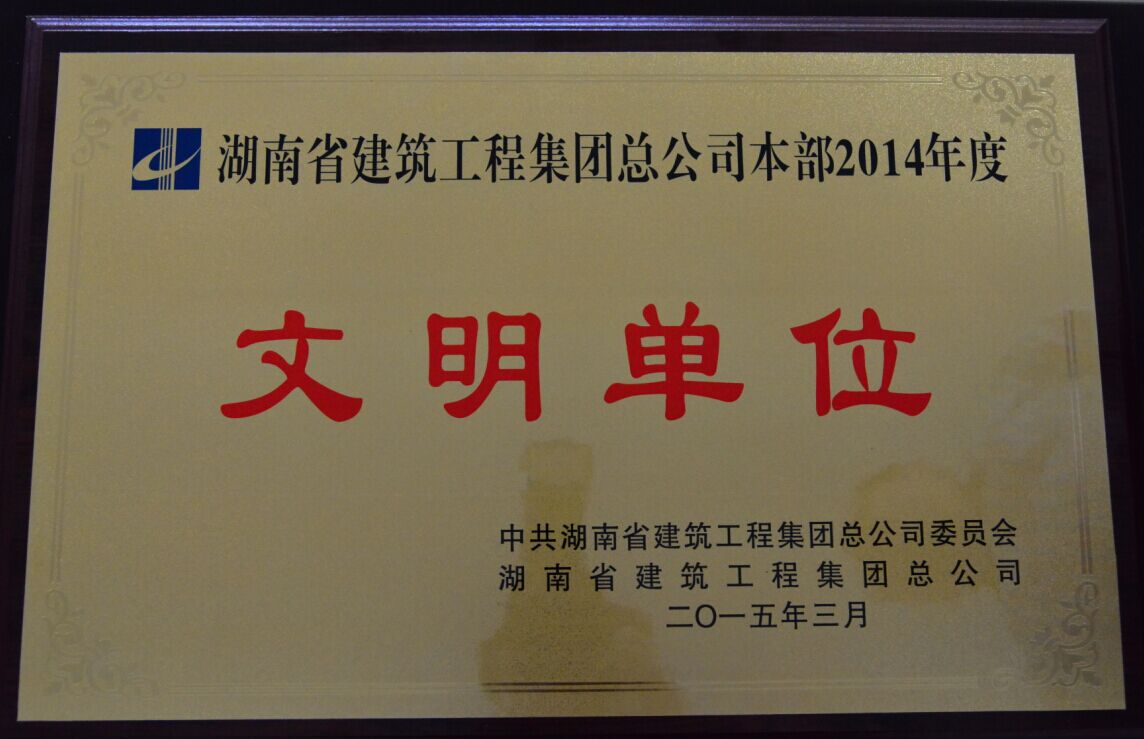 湖南省建筑工程集团总公司本部2014年度
文明单位
中共湖南省建筑工程集团总公司委员会
湖南省建筑工程集团总公司
二〇一五年三月